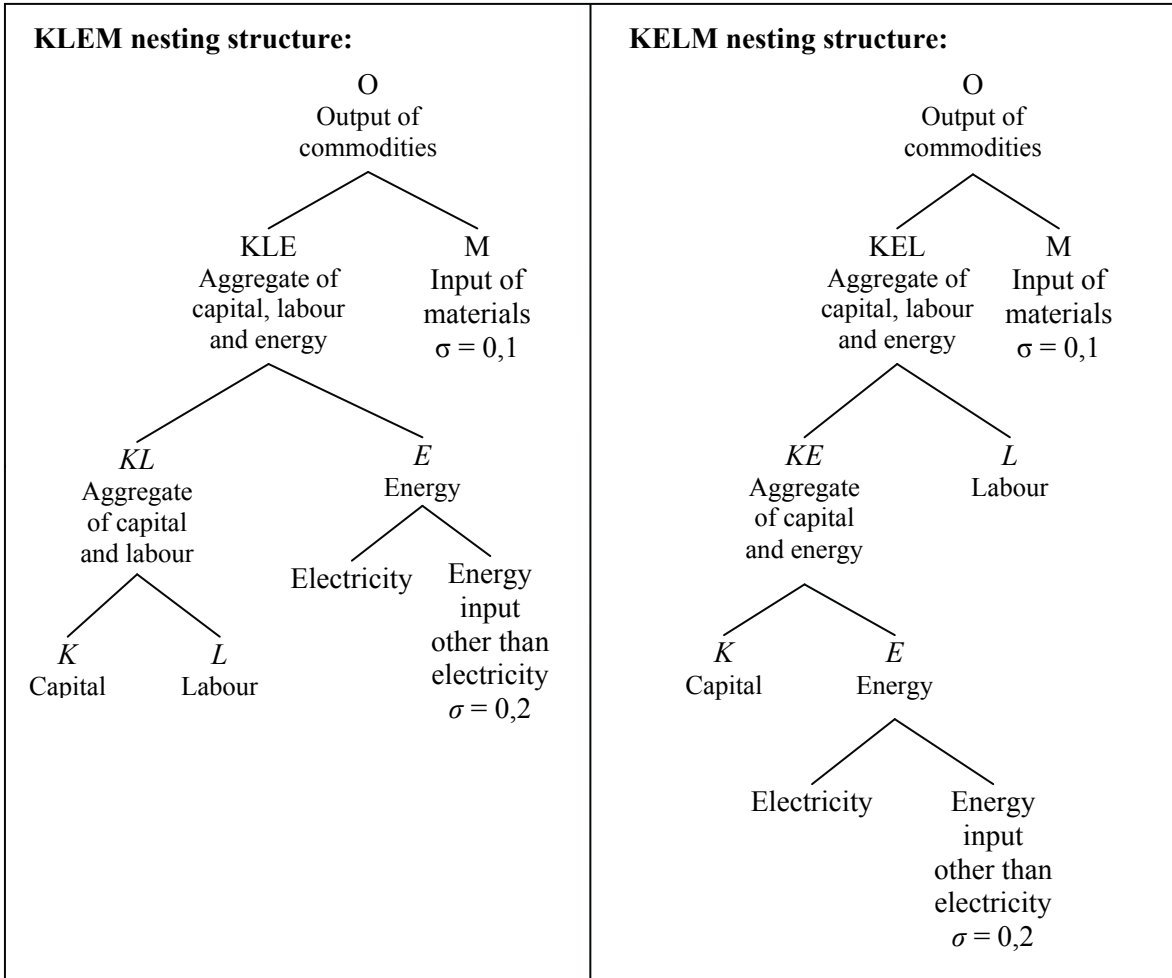 KLEM nesting structure:
O
Output of
commodities
KLE
Aggregate of
capital, labour
and energy
M
Input of
materials
σ = 0,1
KL
Aggregate
of capital
and labour
E
Energy
K
Capital
L
Labour
Electricity
Energy
input
other than
electricity
σ = 0,2
KELM nesting structure:
O
Output of
commodities
KEL
Aggregate of
capital, labour
and energy
M
Input of
materials
σ = 0,1
KE
Aggregate
of capital
and energy
L
Labour
K
Capital
E
Energy
Electricity
Energy
input
other than
electricity
σ = 0,2